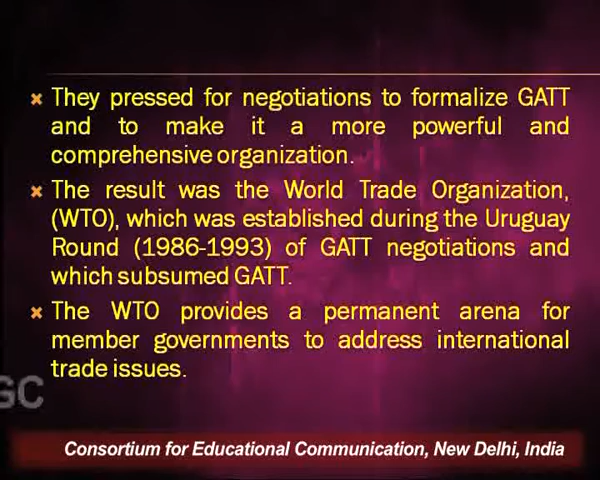 They pressed for negotiations to formalize GATT
and to make it a more powerful and
comprehensive organization.
The result was the World Trade Organization,
(WTO), which was established during the Uruguay
Round (1986-1993) of GATT negotiations and
which subsumed GATT.
The WTO provides a permanent arena for
member governments to address international
trade issues.
GC
Consortium for Educational Communication, New Delhi, India